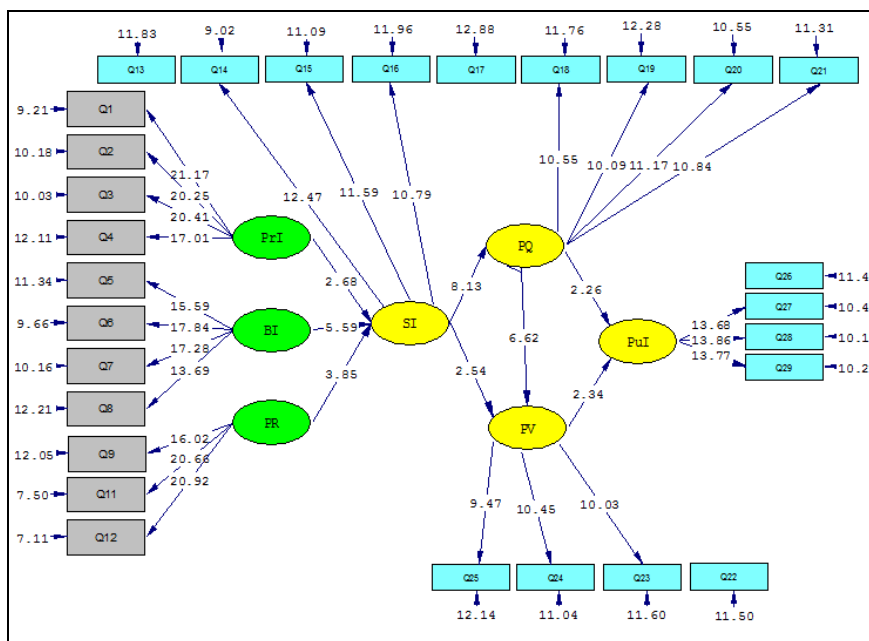 11.83 9.02 11.09 11.96 12.88 11.76 12.28 10.55 11.31
Q13 Q14 Q15 Q16 Q17 Q18 Q19 Q20 Q21
9.21 Q1
10.18 Q2
10.03 Q3
12.11 Q4
11.34 Q5
9.66 Q6
10.16 Q7
12.21 Q8
12.05 Q9
7.50 Q11
7.11 Q12
21.17
20.25
20.41
17.01
15.59
17.84
17.28
13.69
16.02
20.66
20.92
PrI
BI
PR
2.68
5.59
3.85
12.47
11.59
10.79
SI
8.13
2.54
PQ
10.55
10.09
11.17
10.84
6.62
2.26
PV
2.34
PuI
13.68
13.86
13.77
Q26 11.4
Q27 10.4
Q28 10.1
Q29 10.2
9.47
10.45
10.03
Q25 Q24 Q23 Q22
12.14 11.04 11.60 11.50